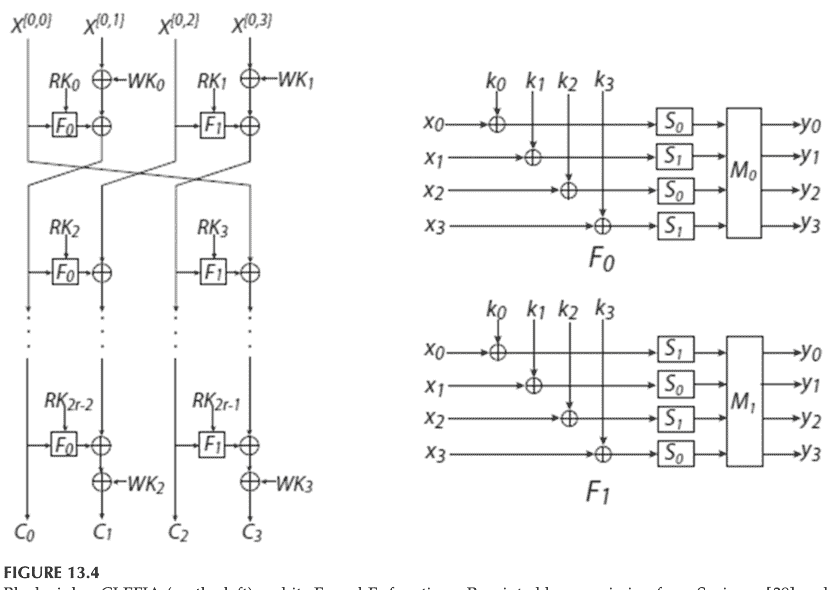 X{0,0} X{0,1} X{0,2} X{0,3}
RK0 WK0 RK1 WK1
F0 F1
RK2 RK3
F0 F1
RK2r-2 RK2r-1
F0 F1
WK2 WK3
C0 C1 C2 C3
k0 k1 k2 k3
x0 S0 y0
x1 S1 y1
M0
x2 S0 y2
x3 S1 y3
F0
k0 k1 k2 k3
x0 S1 y0
x1 S0 y1
M1
x2 S1 y2
x3 S0 y3
F1
FIGURE 13.4